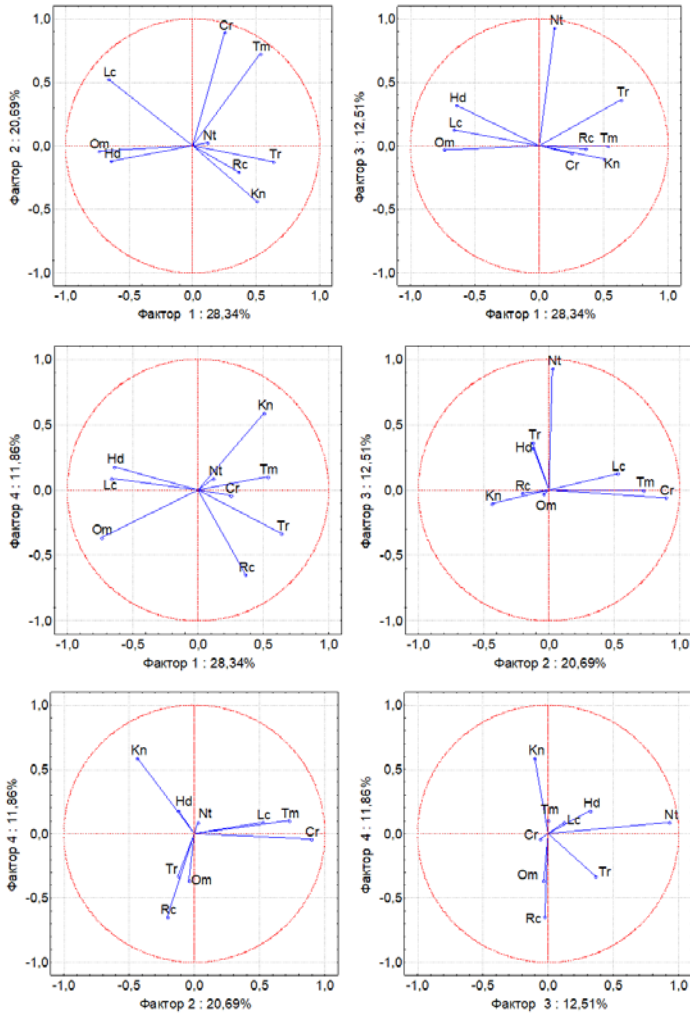 1,0
0,5
0,0
-0,5
-1,0
Фактор 2 : 20,69%
Cr
Tm
Lc
Nt
Om
Hd
Rc
Tr
Kn
-1,0 -0,5 0,0 0,5 1,0
Фактор 1 : 28,34%
1,0
0,5
0,0
-0,5
-1,0
Фактор 3 : 12,51%
Nt
Tr
Hd
Lc
Om
Rc Tm
Cr Kn
-1,0 -0,5 0,0 0,5 1,0
Фактор 1 : 28,34%
1,0
0,5
0,0
-0,5
-1,0
Фактор 4 : 11,86%
Kn
Hd
Nt
Tm
Lc
Cr
Om
Tr
Rc
-1,0 -0,5 0,0 0,5 1,0
Фактор 1 : 28,34%
1,0
0,5
0,0
-0,5
-1,0
Фактор 3 : 12,51%
Nt
Tr
Hd
Lc
Rc
Tm
Kn
Om
Cr
-1,0 -0,5 0,0 0,5 1,0
Фактор 2 : 20,69%
1,0
0,5
0,0
-0,5
-1,0
Фактор 4 : 11,86%
Kn
Hd
Nt
Lc
Tm
Cr
Tr
Om
Rc
-1,0 -0,5 0,0 0,5 1,0
Фактор 2 : 20,69%
1,0
0,5
0,0
-0,5
-1,0
Фактор 4 : 11,86%
Kn
Tm
Hd
Lc
Nt
Cr
Om
Tr
Rc
-1,0 -0,5 0,0 0,5 1,0
Фактор 3 : 12,51%